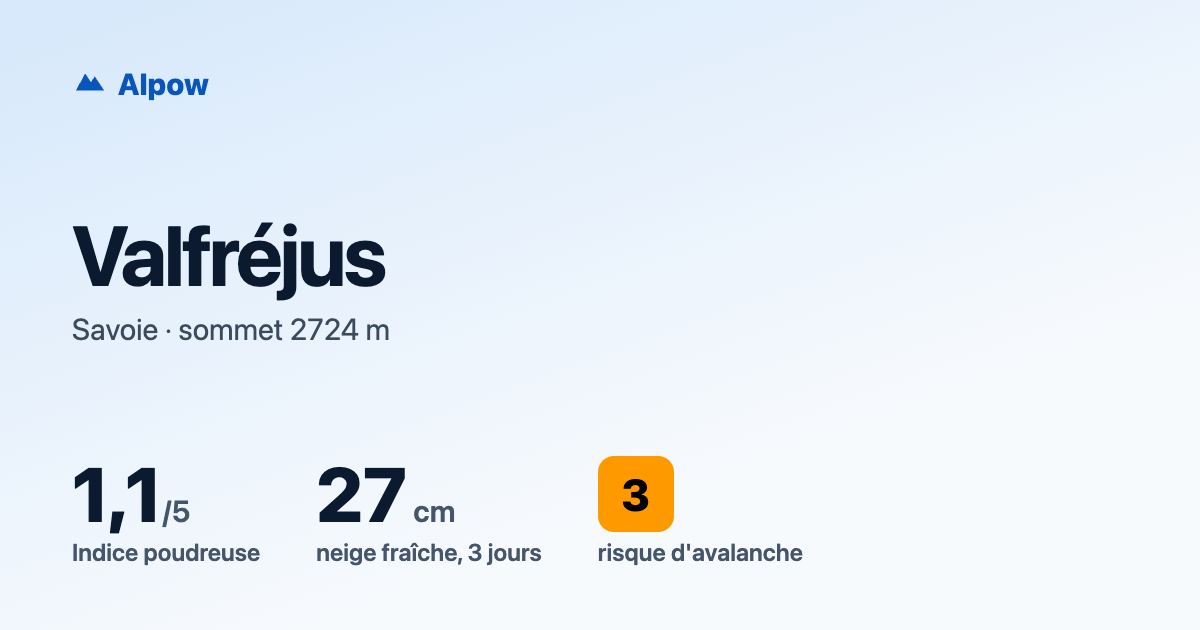 Alpow
Valfréjus
Savoie · sommet 2724 m
1,1/5
Indice poudreuse
27 cm
neige fraîche, 3 jours
3
risque d'avalanche